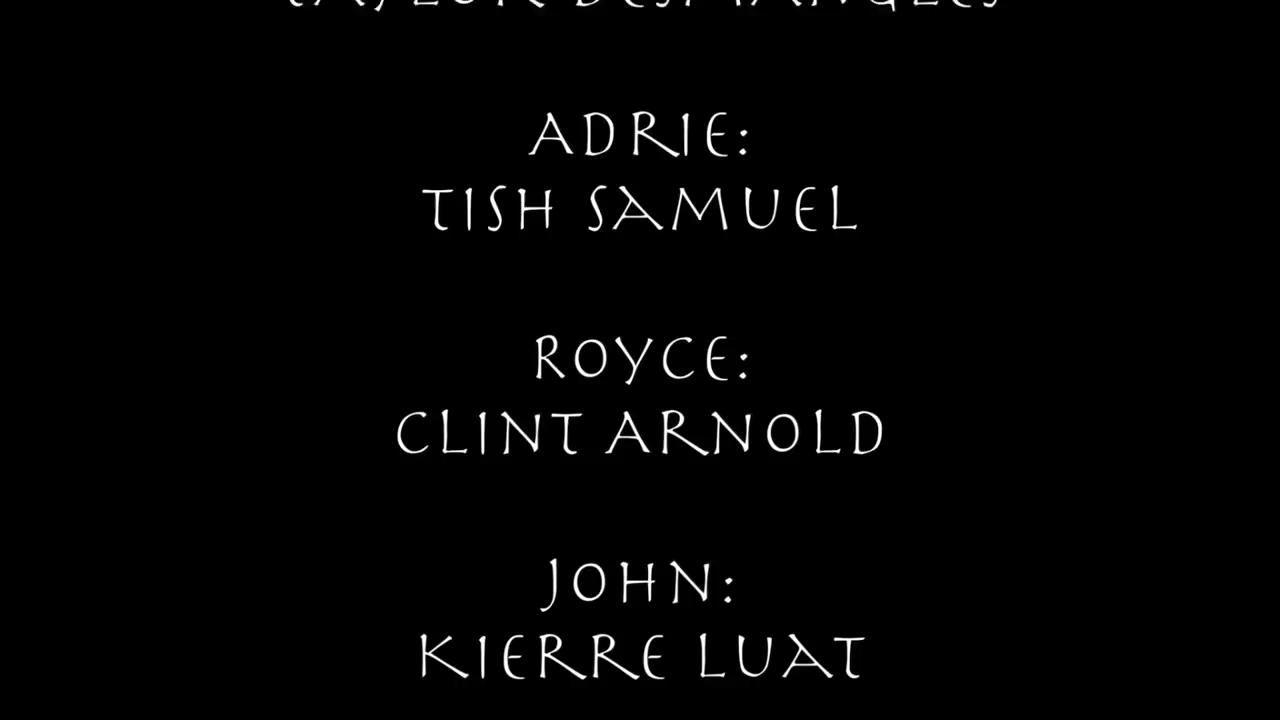 ADRIE:
TISH SAMUEL
ROYCE:
CLINT ARNOLD
JOHN:
KIERRE LUAT